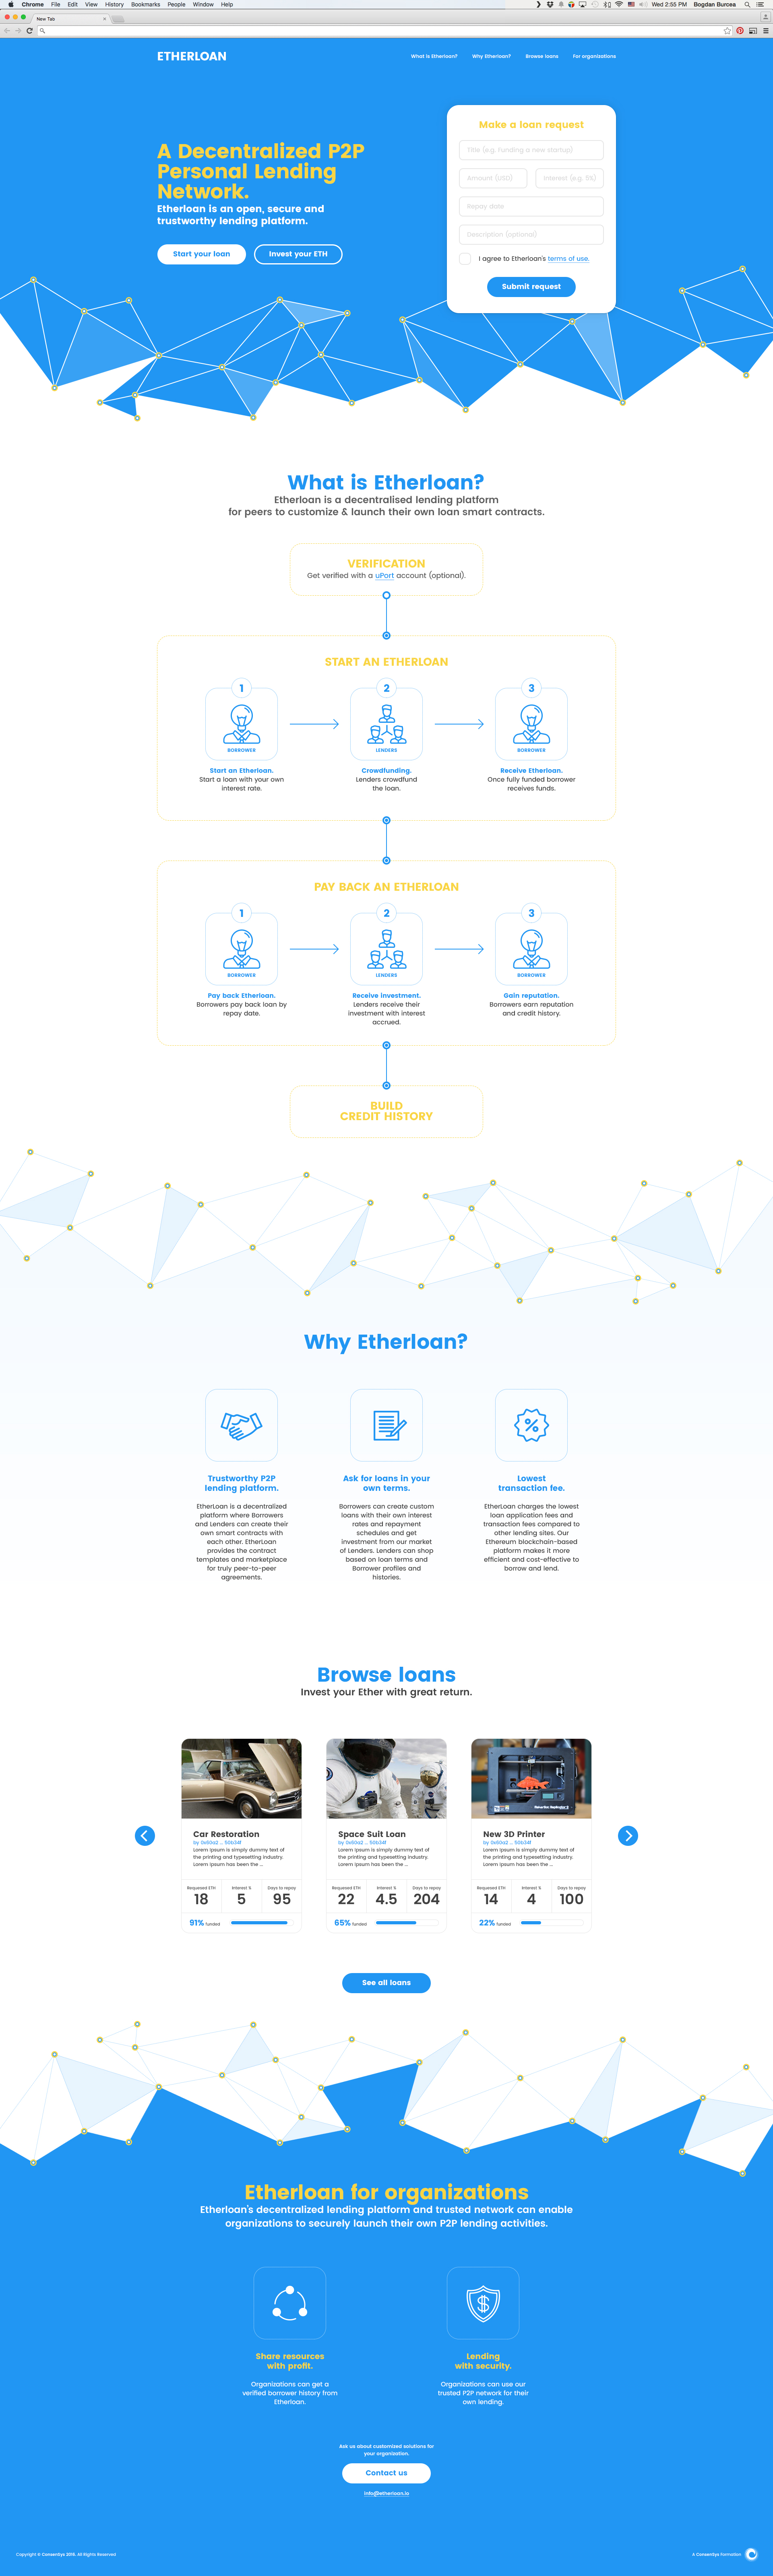 Chrome File Edit View History Bookmarks People Window Help
Wed 2:55 PM Bogdan Burcea
New Tab
ETHERLOAN
What is Etherloan? Why Etherloan? Browse loans For organizations
A Decentralized P2P
Personal Lending
Network.
Etherloan is an open, secure and
trustworthy lending platform.
Start your loan Invest your ETH
Make a loan request
Title (e.g. Funding a new startup)
Amount (USD) Interest (e.g. 5%)
Repay date
Description (optional)
I agree to Etherloan's terms of use.
Submit request
What is Etherloan?
Etherloan is a decentralised lending platform
for peers to customize & launch their own loan smart contracts.
VERIFICATION
Get verified with a uPort account (optional).
START AN ETHERLOAN
1 2 3
BORROWER LENDERS BORROWER
Start an Etherloan. Crowdfunding. Receive Etherloan.
Start a loan with your own Lenders crowdfund Once fully funded borrower
interest rate. the loan. receives funds.
PAY BACK AN ETHERLOAN
1 2 3
BORROWER LENDERS BORROWER
Pay back Etherloan. Receive investment. Gain reputation.
Borrowers pay back loan by Lenders receive their Borrowers earn reputation
repay date. investment with interest and credit history.
accrued.
BUILD
CREDIT HISTORY
Why Etherloan?
Trustworthy P2P
lending platform.
EtherLoan is a decentralized
platform where Borrowers
and Lenders can create their
own smart contracts with
each other. EtherLoan
provides the contract
templates and marketplace
for truly peer-to-peer
agreements.
Ask for loans in your
own terms.
Borrowers can create custom
loans with their own interest
rates and repayment
schedules and get
investment from our market
of Lenders. Lenders can shop
based on loan terms and
Borrower profiles and
histories.
Lowest
transaction fee.
EtherLoan charges the lowest
loan application fees and
transaction fees compared to
other lending sites. Our
Ethereum blockchain-based
platform makes it more
efficient and cost-effective to
borrow and lend.
Browse loans
Invest your Ether with great return.
Car Restoration
by 0x60a2 ... 50b34f
Lorem Ipsum is simply dummy text of
the printing and typesetting industry.
Lorem Ipsum has been the ...
Requested ETH Interest % Days to repay
18 5 95
91% funded
Space Suit Loan
by 0x60a2 ... 50b34f
Lorem Ipsum is simply dummy text of
the printing and typesetting industry.
Lorem Ipsum has been the ...
Requested ETH Interest % Days to repay
22 4.5 204
65% funded
New 3D Printer
by 0x60a2 ... 50b34f
Lorem Ipsum is simply dummy text of
the printing and typesetting industry.
Lorem Ipsum has been the ...
Requested ETH Interest % Days to repay
14 4 100
22% funded
See all loans
Etherloan for organizations
Etherloan's decentralized lending platform and trusted network can enable
organizations to securely launch their own P2P lending activities.
Share resources
with profit.
Organizations can get a
verified borrower history from
Etherloan.
Lending
with security.
Organizations can use our
trusted P2P network for their
own lending.
Ask us about customized solutions for
your organization.
Contact us
info@etherloan.io
Copyright © ConsenSys 2016, All Rights Reserved
A ConsenSys Formation